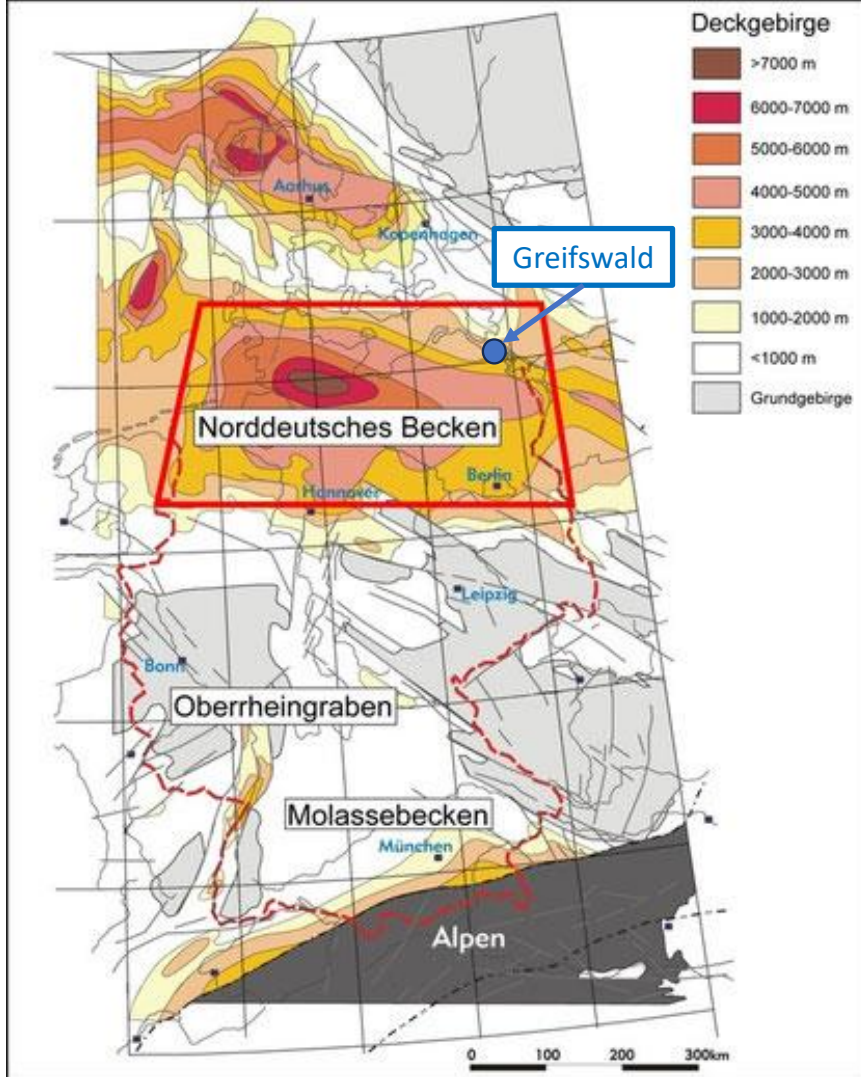 Deckgebirge
>7000 m
6000-7000 m
5000-6000 m
4000-5000 m
3000-4000 m
2000-3000 m
1000-2000 m
<1000 m
Grundgebirge
Aarhus
Kopenhagen
Greifswald
Norddeutsches Becken
Berlin
Hannover
Leipzig
Bonn
Oberrheingraben
Molassebecken
München
Alpen
0 100 200 300km